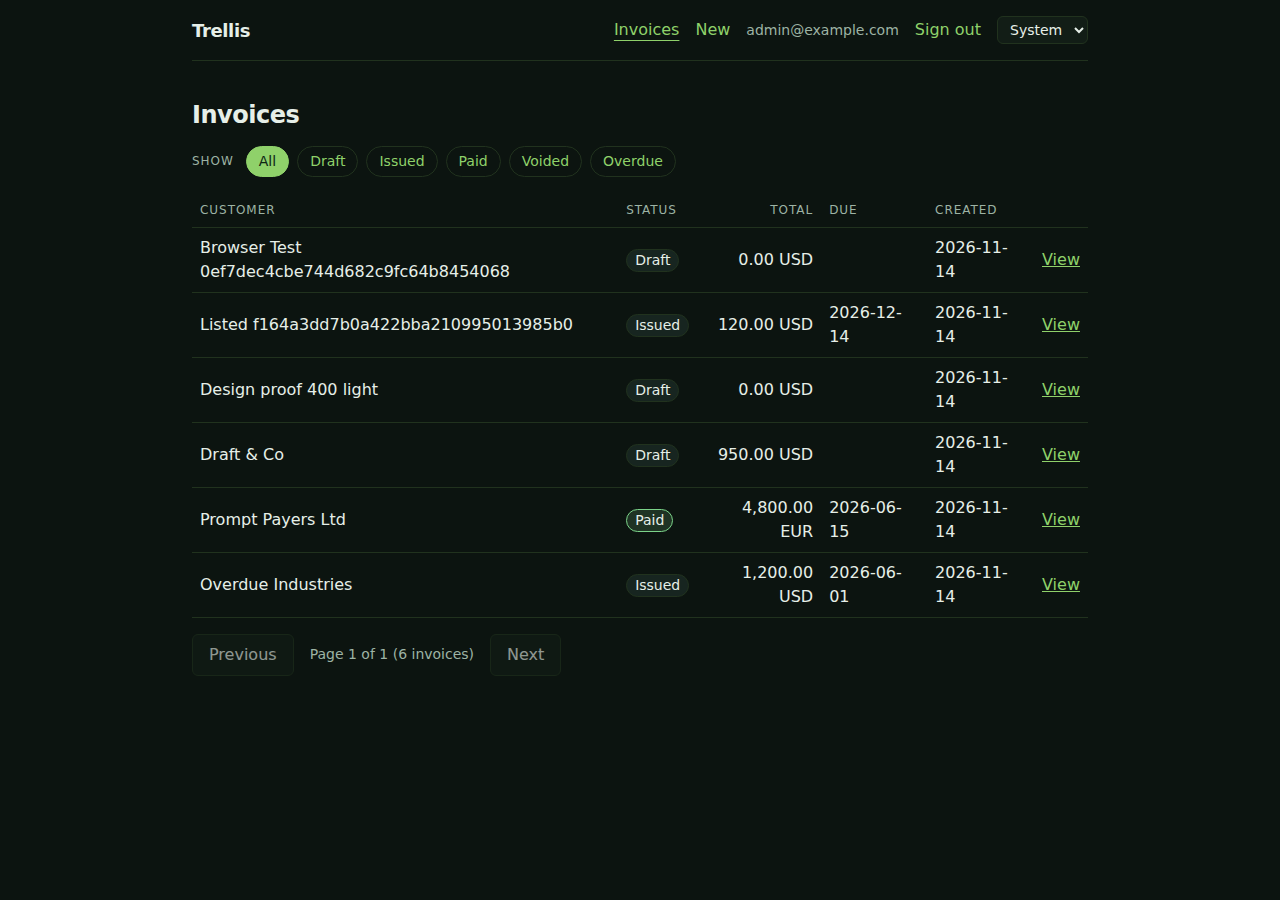 Trellis Invoices New admin@example.com Sign out System
Invoices
SHOW All Draft Issued Paid Voided Overdue
CUSTOMER STATUS TOTAL DUE CREATED
Browser Test
0ef7dec4cbe744d682c9fc64b8454068 Draft 0.00 USD 2026-11-
14 View
Listed f164a3dd7b0a422bba210995013985b0 Issued 120.00 USD 2026-12-
14 2026-11-
14 View
Design proof 400 light Draft 0.00 USD 2026-11-
14 View
Draft & Co Draft 950.00 USD 2026-11-
14 View
Prompt Payers Ltd Paid 4,800.00
EUR 2026-06-
15 2026-11-
14 View
Overdue Industries Issued 1,200.00
USD 2026-06-
01 2026-11-
14 View
Previous Page 1 of 1 (6 invoices) Next